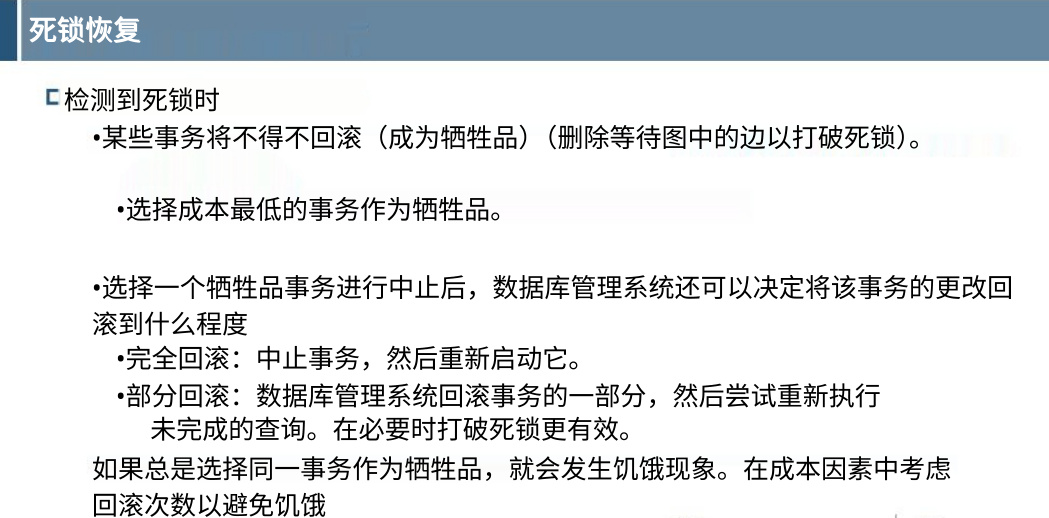 死锁恢复
检测到死锁时
•某些事务将不得不回滚（成为牺牲品）（删除等待图中的边以打破死锁）。
•选择成本最低的事务作为牺牲品。
•选择一个牺牲品事务进行中止后，数据库管理系统还可以决定将该事务的更改回
滚到什么程度
•完全回滚：中止事务，然后重新启动它。
•部分回滚：数据库管理系统回滚事务的一部分，然后尝试重新执行
未完成的查询。在必要时打破死锁更有效。
如果总是选择同一事务作为牺牲品，就会发生饥饿现象。在成本因素中考虑
回滚次数以避免饥饿